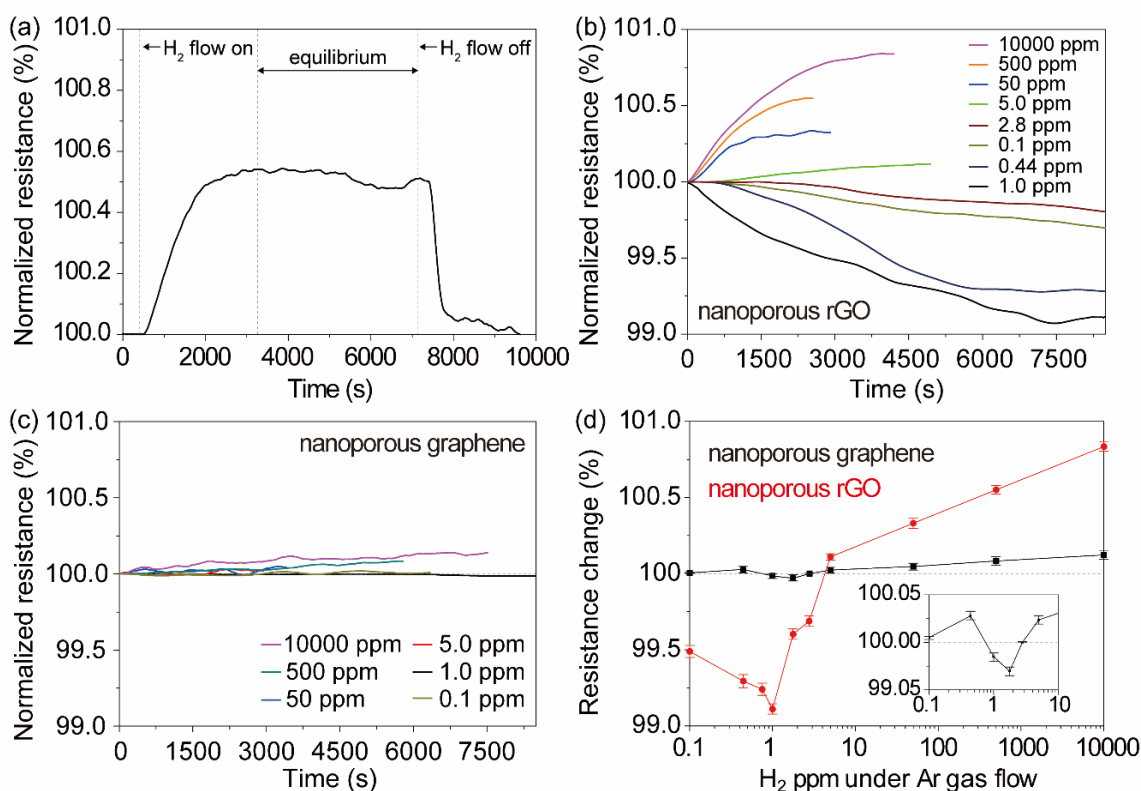 (a)
101.0
100.8
100.6
100.4
100.2
100.0
Normalized resistance (%)
H2 flow on
equilibrium
H2 flow off
0 2000 4000 6000 8000 10000
Time (s)
(b)
101.0
100.5
100.0
99.5
99.0
Normalized resistance (%)
10000 ppm
500 ppm
50 ppm
5.0 ppm
2.8 ppm
0.1 ppm
0.44 ppm
1.0 ppm
nanoporous rGO
0 1500 3000 4500 6000 7500
Time (s)
(c)
101.0
100.5
100.0
99.5
99.0
Normalized resistance (%)
nanoporous graphene
10000 ppm
500 ppm
50 ppm
5.0 ppm
1.0 ppm
0.1 ppm
0 1500 3000 4500 6000 7500
Time (s)
(d)
101.0
100.5
100
99.5
99.0
Resistance change (%)
nanoporous graphene
nanoporous rGO
100.05
100.00
99.05
0.1 1 10
0.1 1 10 100 1000 10000
H2 ppm under Ar gas flow